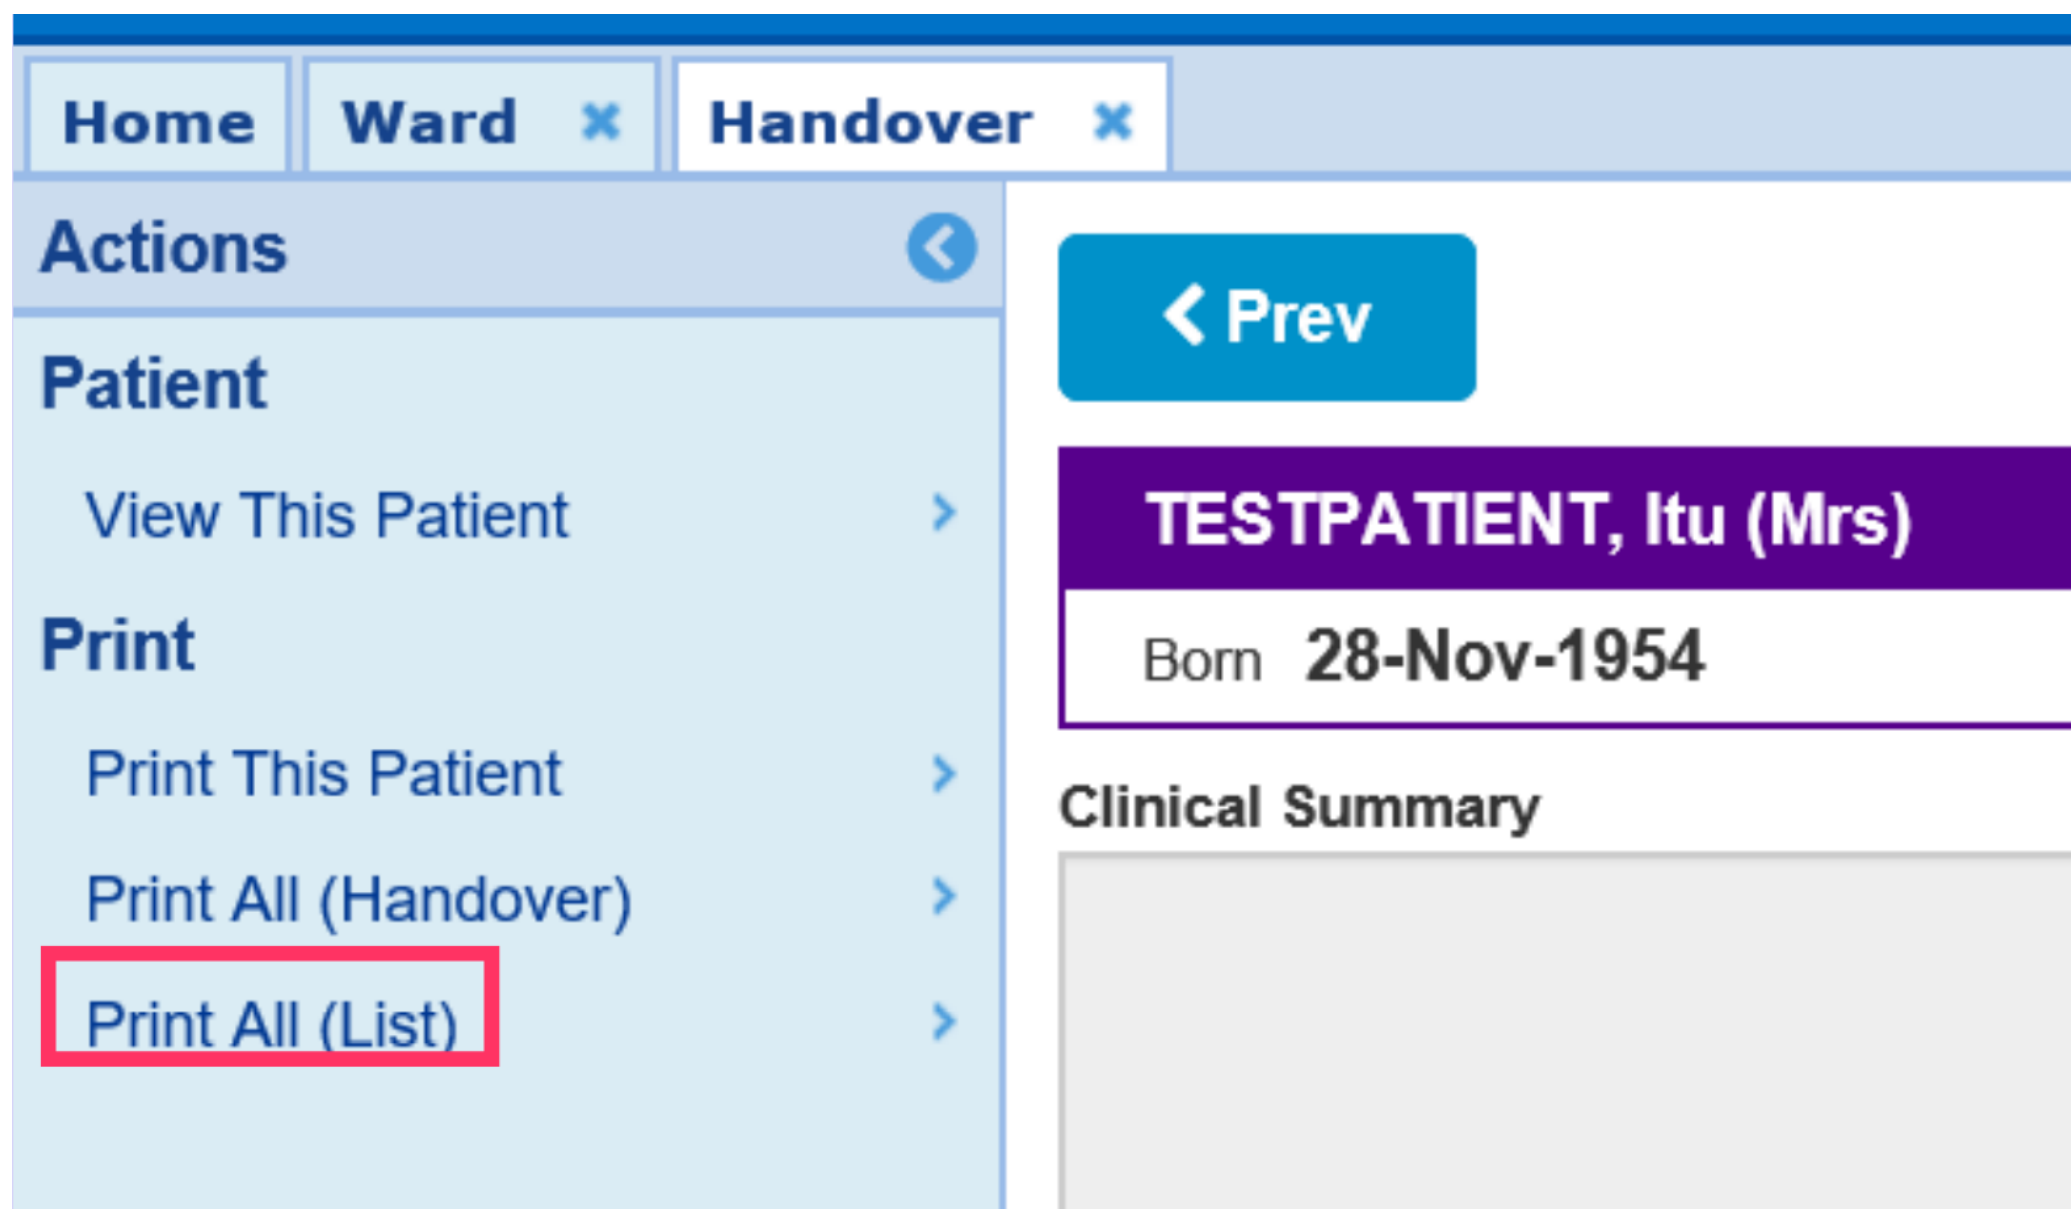 Home Ward Handover
Actions
Patient
View This Patient
Print
Print This Patient
Print All (Handover)
Print All (List)
Prev
TESTPATIENT, Itu (Mrs)
Born 28-Nov-1954
Clinical Summary